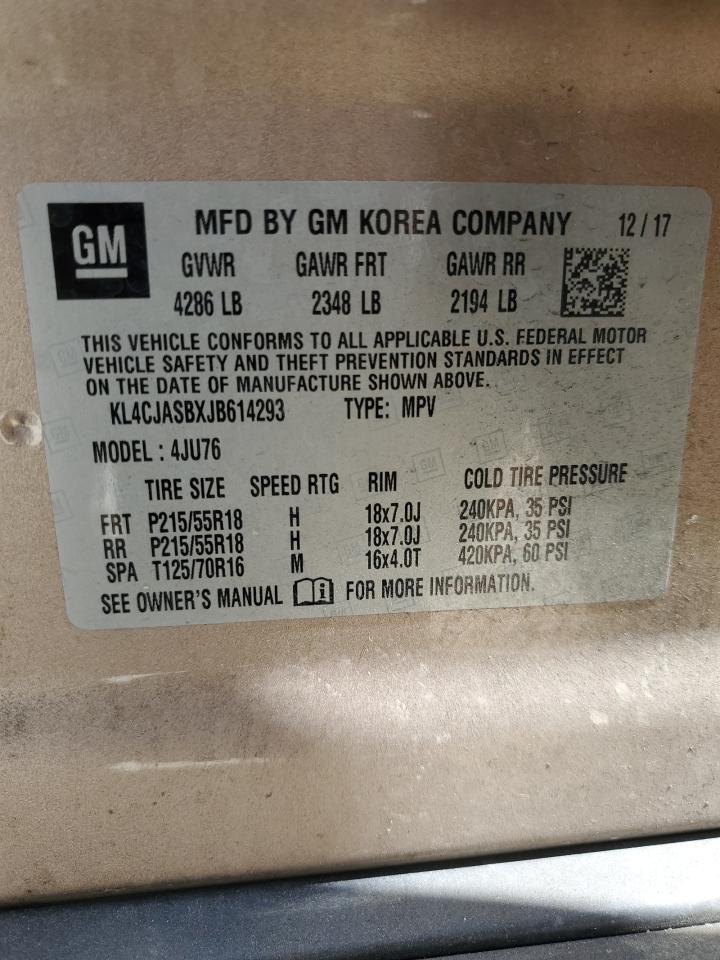 GM MFD BY GM KOREA COMPANY 12/17
GVWR GAWR FRT GAWR RR
4286 LB 2348 LB 2194 LB
THIS VEHICLE CONFORMS TO ALL APPLICABLE U.S. FEDERAL MOTOR
VEHICLE SAFETY AND THEFT PREVENTION STANDARDS IN EFFECT
ON THE DATE OF MANUFACTURE SHOWN ABOVE.
KL4CJASBXJB614293 TYPE: MPV
MODEL : 4JU76
TIRE SIZE SPEED RTG RIM COLD TIRE PRESSURE
FRT P215/55R18 H 18x7.0J 240KPA, 35 PSI
RR P215/55R18 H 18x7.0J 240KPA, 35 PSI
SPA T125/70R16 M 16x4.0T 420KPA, 60 PSI
SEE OWNER'S MANUAL i FOR MORE INFORMATION.